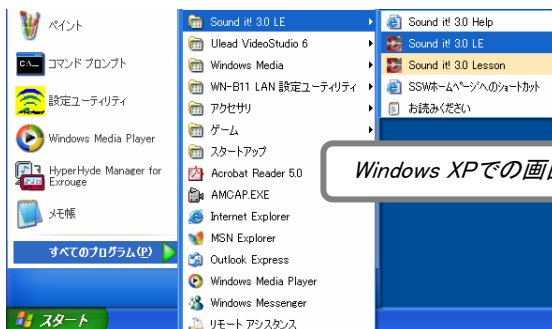 ペイント
コマンド プロンプト
設定ユーティリティ
Windows Media Player
HyperHyde Manager for
Exrouge
メモ帳
すべてのプログラム(P)
スタート
Sound it! 3.0 LE
Ulead VideoStudio 6
Windows Media
WN-B11 LAN 設定ユーティリティ
アクセサリ
ゲーム
スタートアップ
Acrobat Reader 5.0
AMCAP.EXE
Internet Explorer
MSN Explorer
Outlook Express
Windows Media Player
Windows Messenger
リモート アシスタンス
Sound it! 3.0 Help
Sound it! 3.0 LE
Sound it! 3.0 Lesson
SSWホームページへのショートカット
お読みください
Windows XPでの画